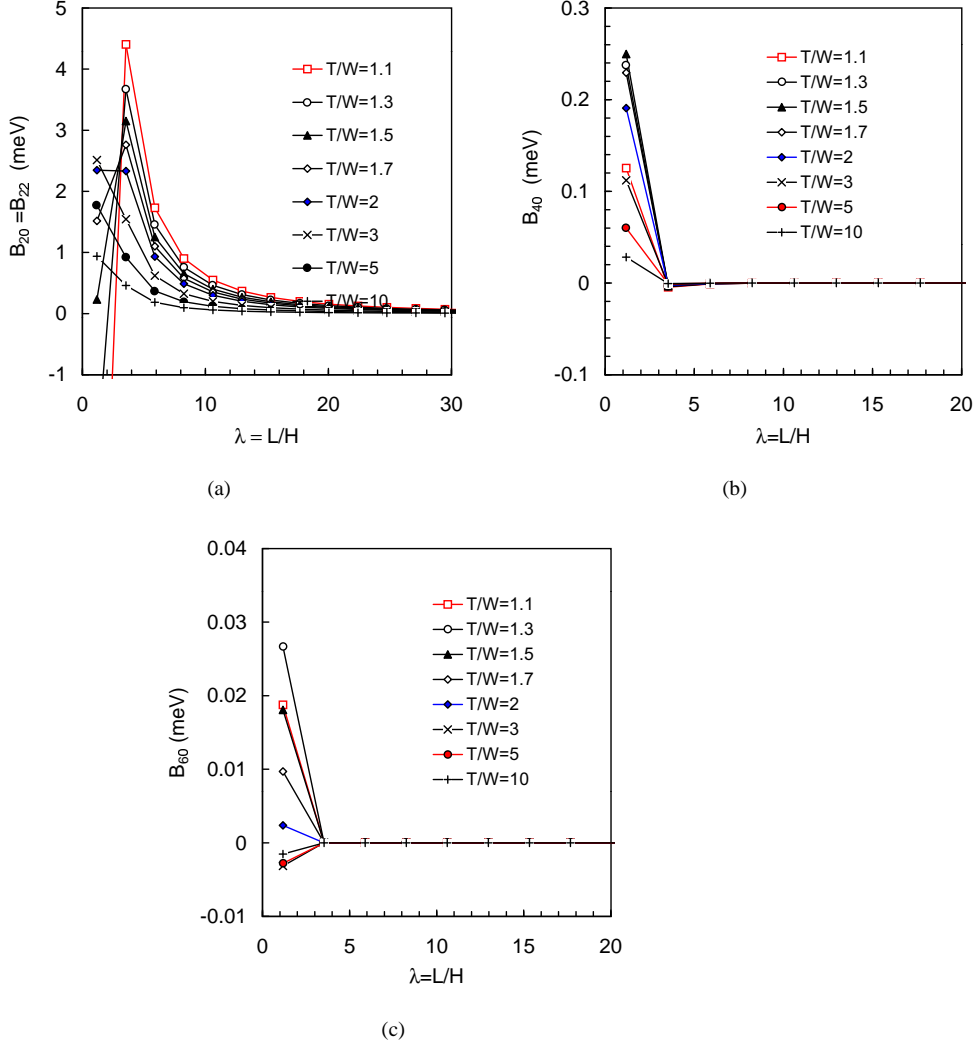 5
4
3
2
1
0
-1
B20 =B22 (meV)
T/W=1.1
T/W=1.3
T/W=1.5
T/W=1.7
T/W=2
T/W=3
T/W=5
T/W=10
0 10 20 30
λ = L/H
(a)
0.3
0.2
0.1
0
-0.1
B40 (meV)
T/W=1.1
T/W=1.3
T/W=1.5
T/W=1.7
T/W=2
T/W=3
T/W=5
T/W=10
0 5 10 15 20
λ=L/H
(b)
0.04
0.03
0.02
0.01
0
-0.01
B60 (meV)
T/W=1.1
T/W=1.3
T/W=1.5
T/W=1.7
T/W=2
T/W=3
T/W=5
T/W=10
0 5 10 15 20
λ=L/H
(c)